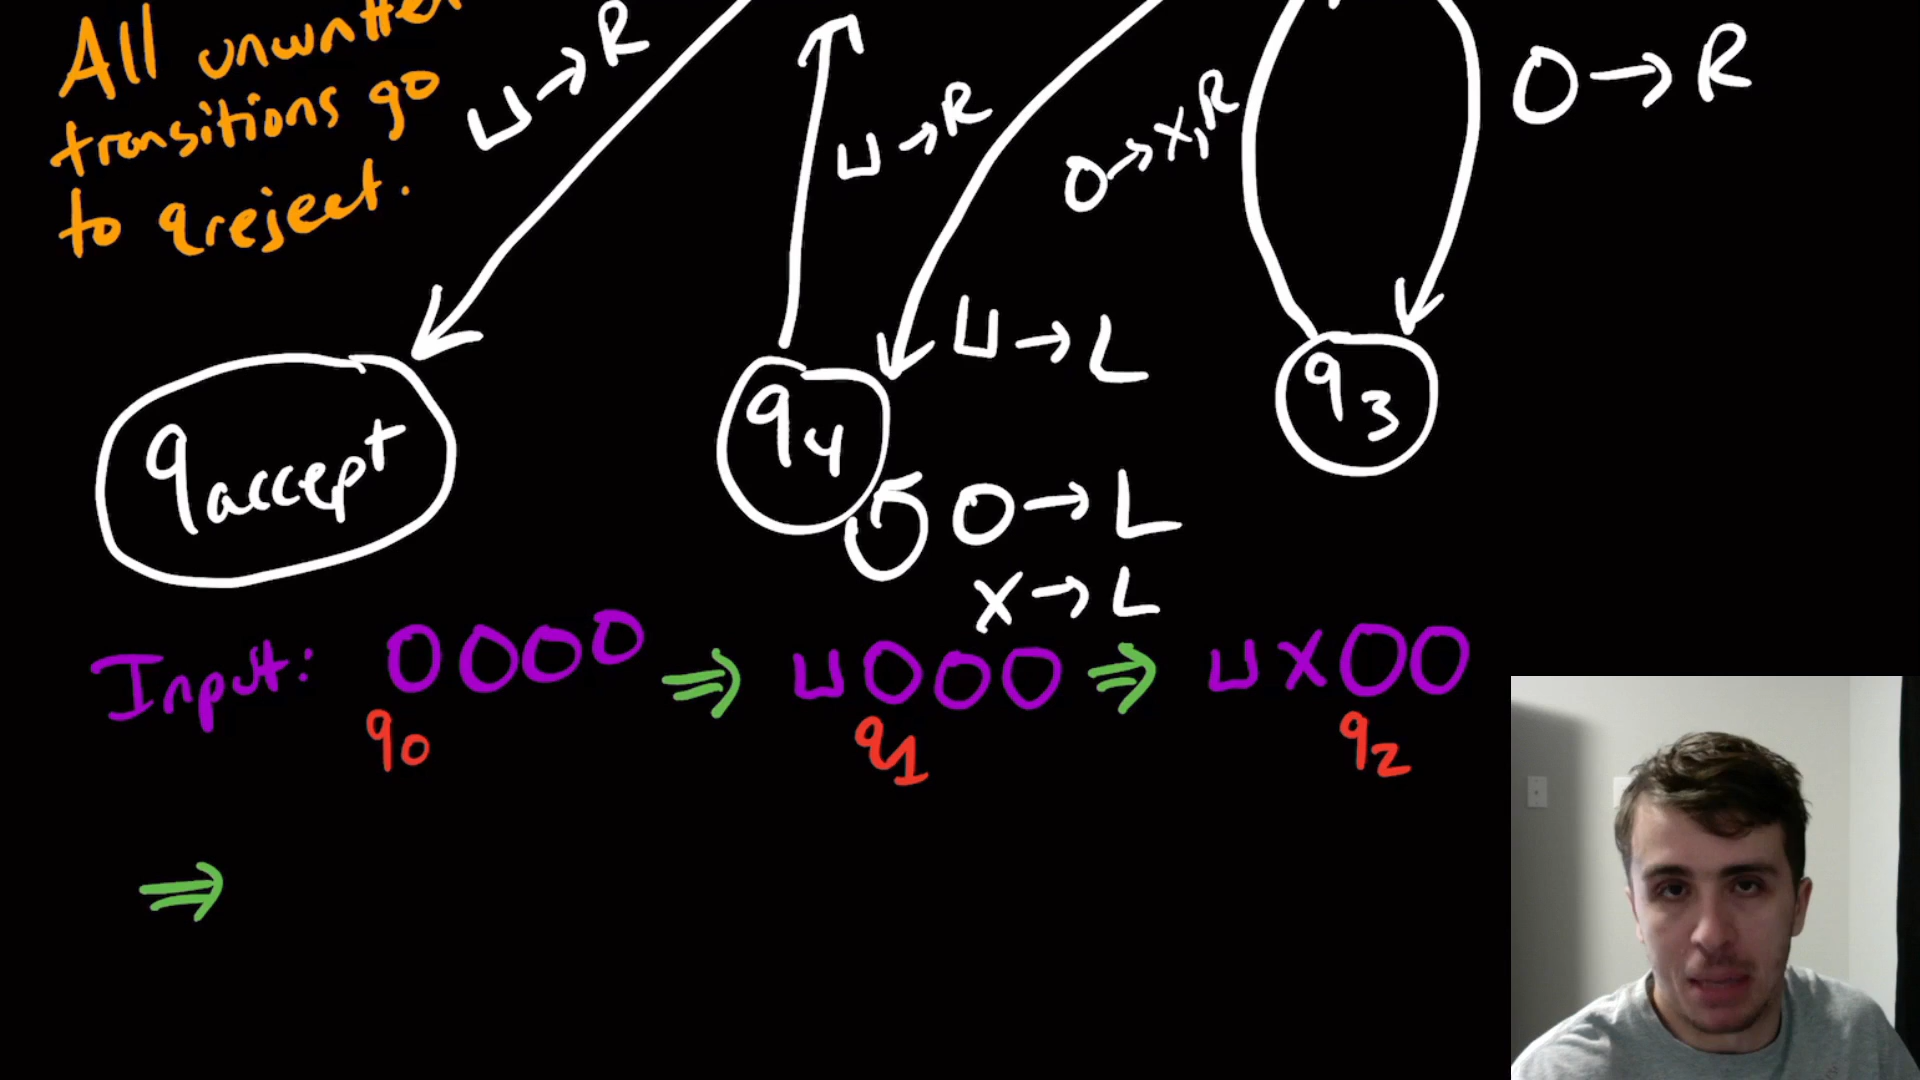 All unwritten
transitions go
to qreject.
⊔→R
⊔→R
0→x,R
0→R
⊔→L
qaccept
q4
q3
0→L
x→L
Input: 0000 ⇒ ⊔000 ⇒ ⊔x00
q0 q1 q2
⇒